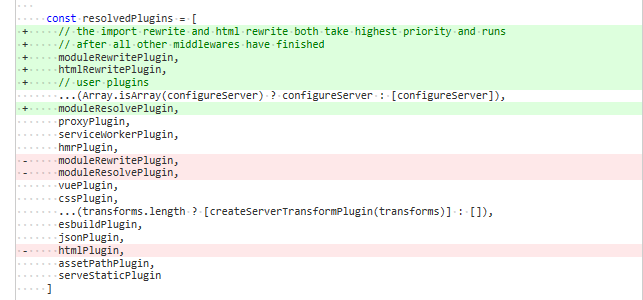 ...
const resolvedPlugins = [
+ // the import rewrite and html rewrite both take highest priority and runs
+ // after all other middlewares have finished
+ moduleRewritePlugin,
+ htmlRewritePlugin,
+ // user plugins
...(Array.isArray(configureServer) ? configureServer : [configureServer]),
+ moduleResolvePlugin,
proxyPlugin,
serviceWorkerPlugin,
hmrPlugin,
- moduleRewritePlugin,
- moduleResolvePlugin,
vuePlugin,
cssPlugin,
...(transforms.length ? [createServerTransformPlugin(transforms)] : []),
esbuildPlugin,
jsonPlugin,
- htmlPlugin,
assetPathPlugin,
serveStaticPlugin
]